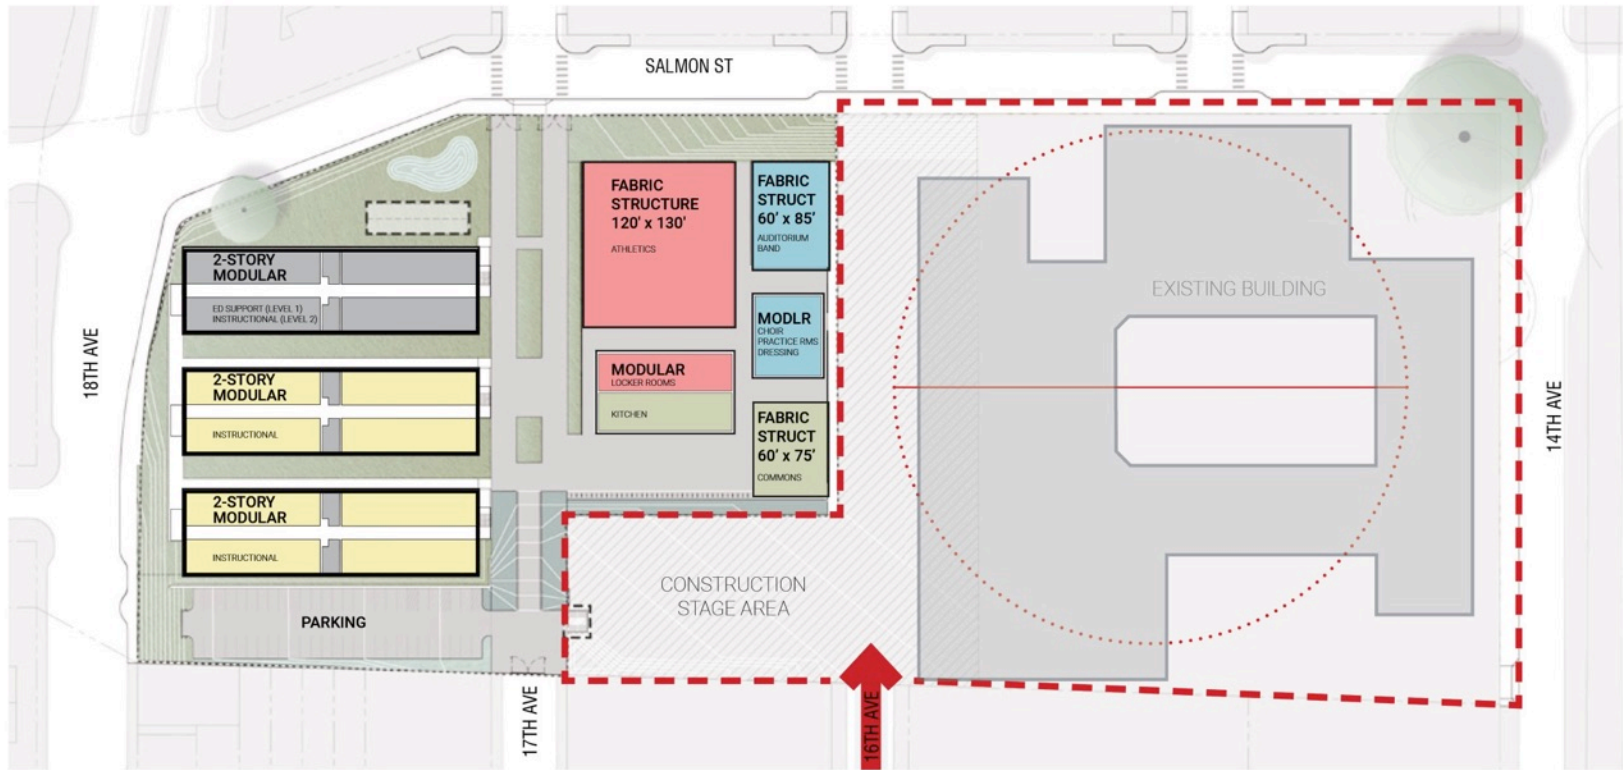 SALMON ST
FABRIC
STRUCTURE
120' x 130'
ATHLETICS
FABRIC
STRUCT
60' x 85'
AUDITORIUM
BAND
2-STORY
MODULAR
ED SUPPORT (LEVEL 1)
INSTRUCTIONAL (LEVEL 2)
MODLR
CHOIR
PRACTICE RMS
DRESSING
EXISTING BUILDING
18TH AVE
2-STORY
MODULAR
INSTRUCTIONAL
MODULAR
LOCKER ROOMS
KITCHEN
FABRIC
STRUCT
60' x 75'
COMMONS
14TH AVE
2-STORY
MODULAR
INSTRUCTIONAL
CONSTRUCTION
STAGE AREA
PARKING
17TH AVE
16TH AVE